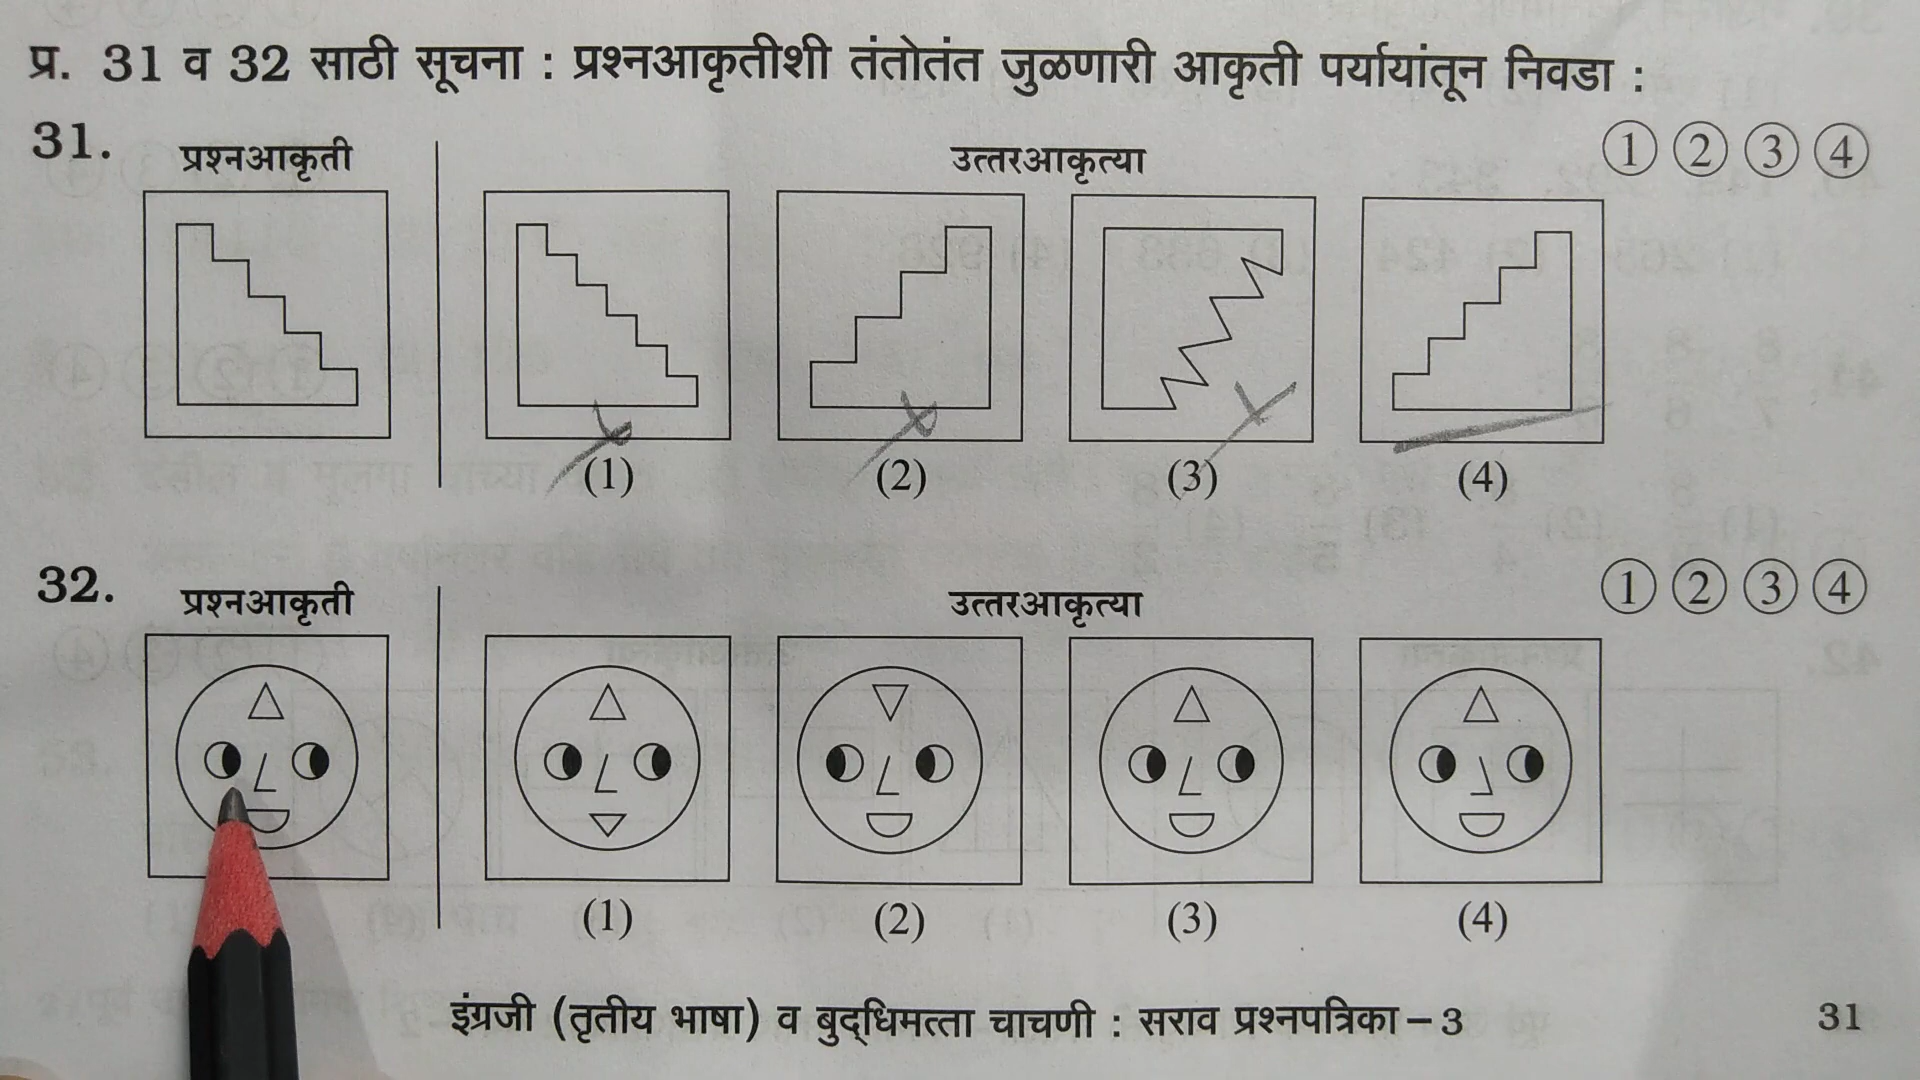 प्र. 31 व 32 साठी सूचना : प्रश्नआकृतीशी तंतोतंत जुळणारी आकृती पर्यायांतून निवडा :
31. प्रश्नआकृती उत्तरआकृत्या ① ② ③ ④
(1) (2) (3) (4)
32. प्रश्नआकृती उत्तरआकृत्या ① ② ③ ④
(1) (2) (3) (4)
इंग्रजी (तृतीय भाषा) व बुद्धिमत्ता चाचणी : सराव प्रश्नपत्रिका – 3 31